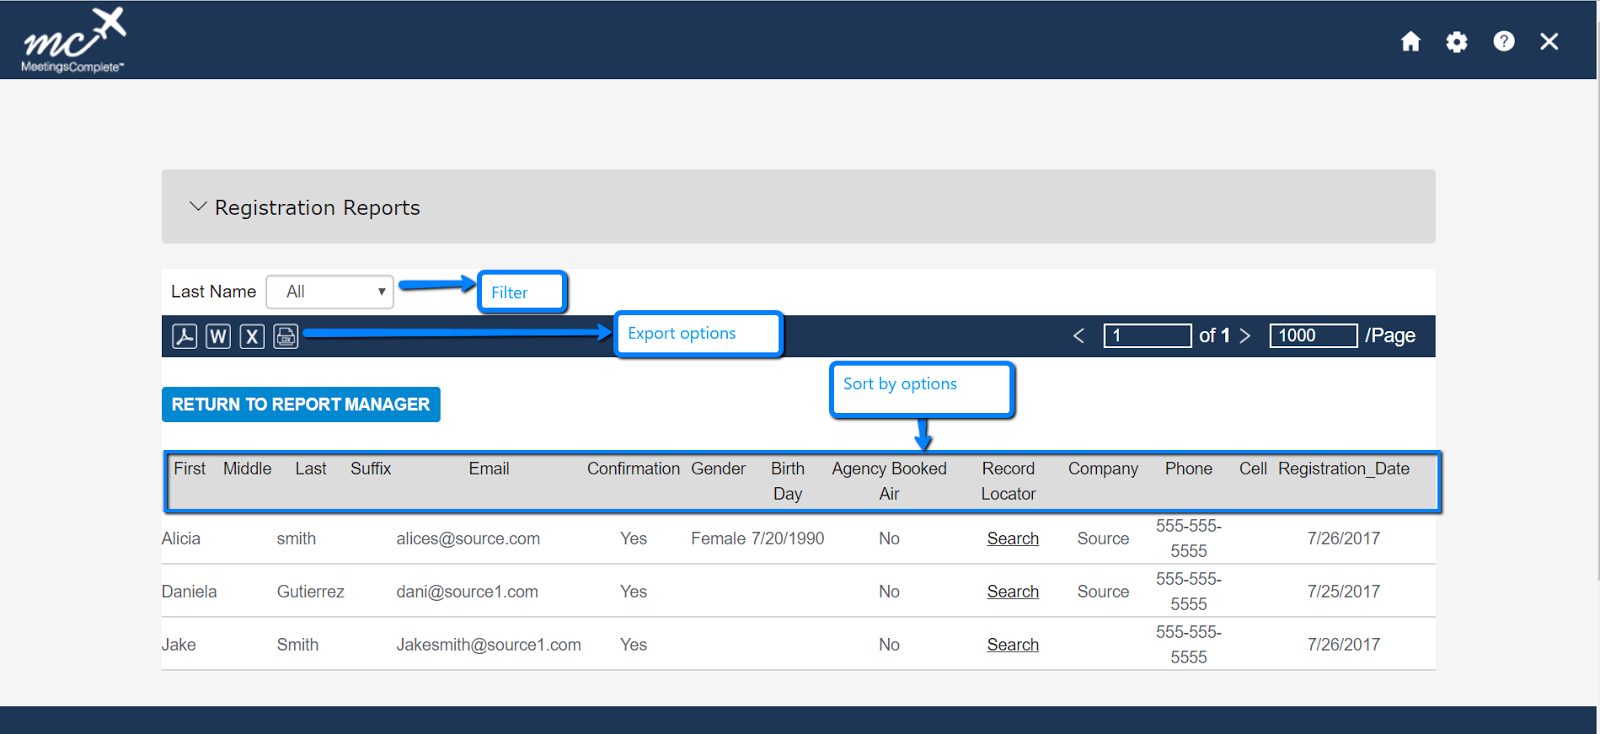 mc
MeetingsComplete™
Registration Reports
Last Name All
Filter
Export options
1 of 1 1000 /Page
Sort by options
RETURN TO REPORT MANAGER
First Middle Last Suffix Email Confirmation Gender Birth Day Agency Booked Air Record Locator Company Phone Cell Registration_Date
Alicia smith alices@source.com Yes Female 7/20/1990 No Search Source 555-555-5555 7/26/2017
Daniela Gutierrez dani@source1.com Yes No Search Source 555-555-5555 7/25/2017
Jake Smith Jakesmith@source1.com Yes No Search 555-555-5555 7/26/2017